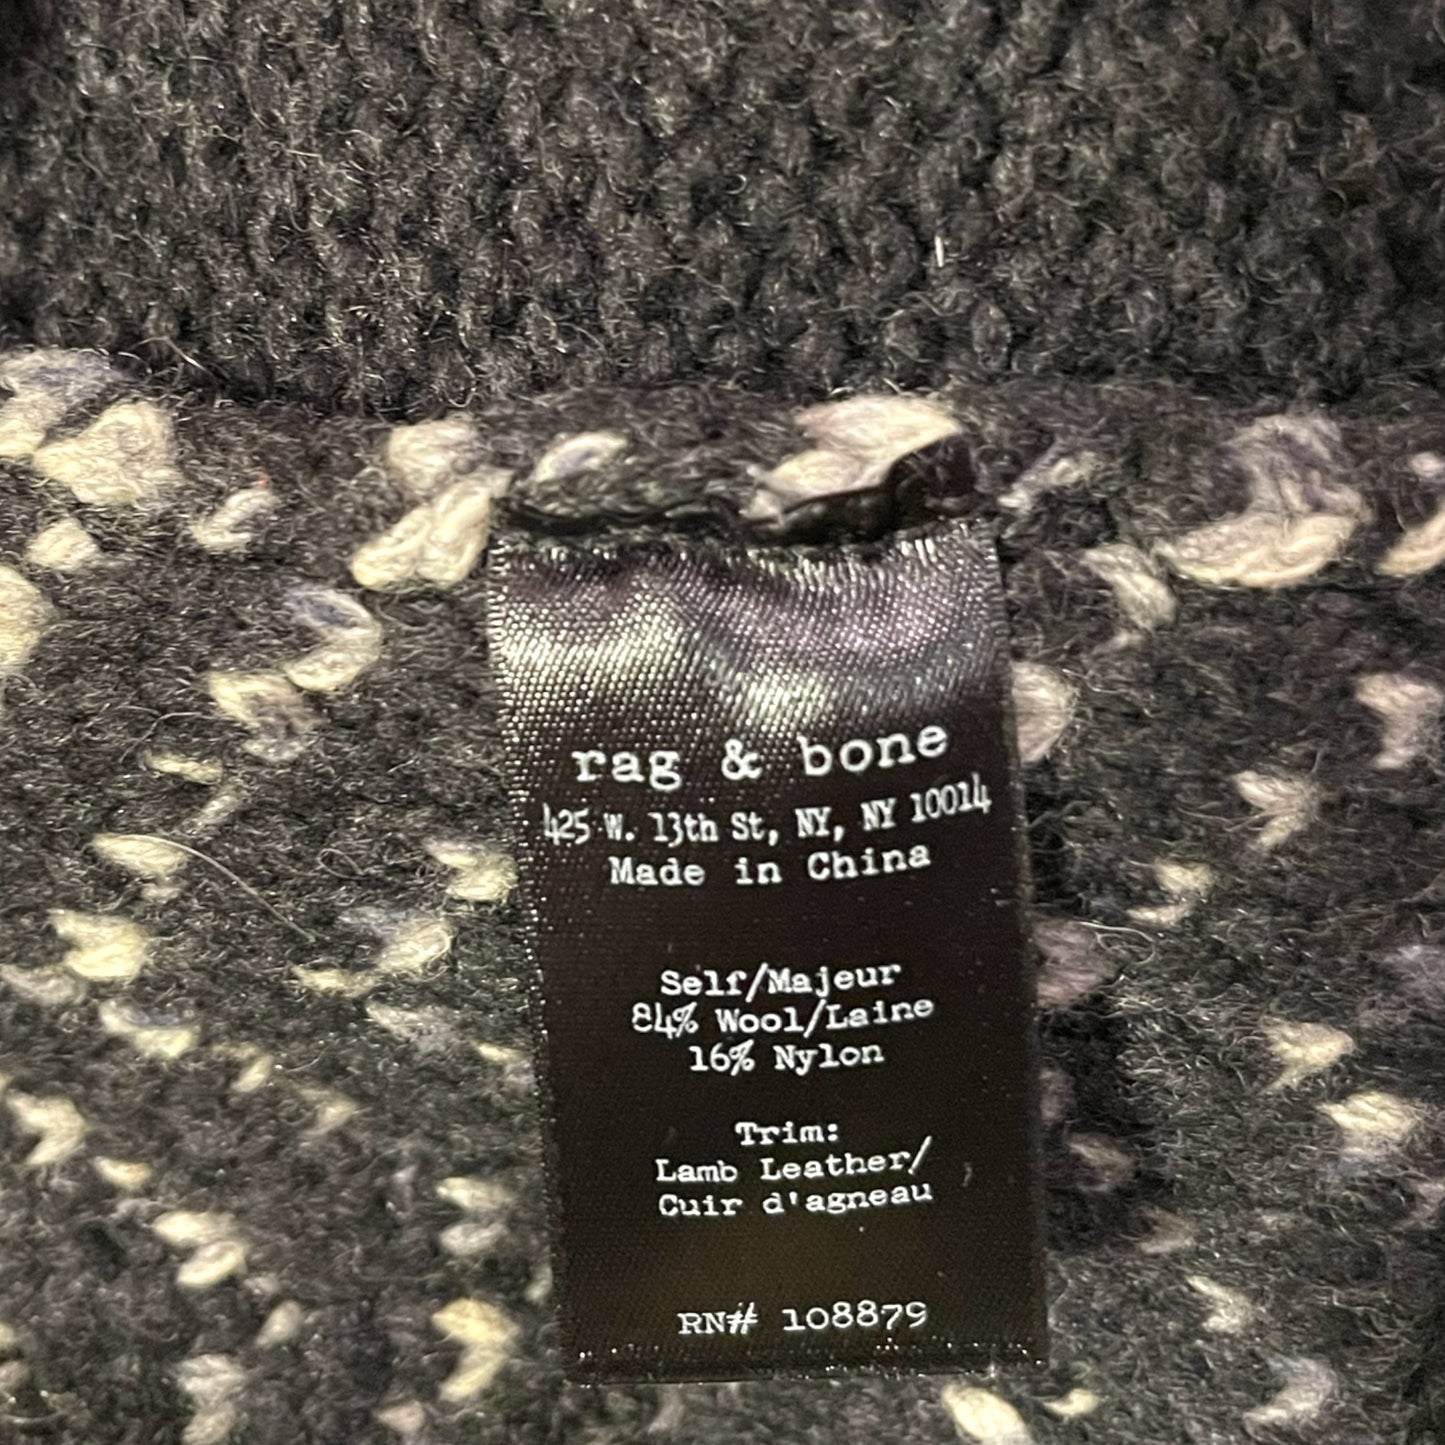 rag & bone
425 W. 13th St, NY, NY 10014
Made in China
Self/Majeur
84% Wool/Laine
16% Nylon
Trim:
Lamb Leather/
Cuir d'agneau
RN# 108879